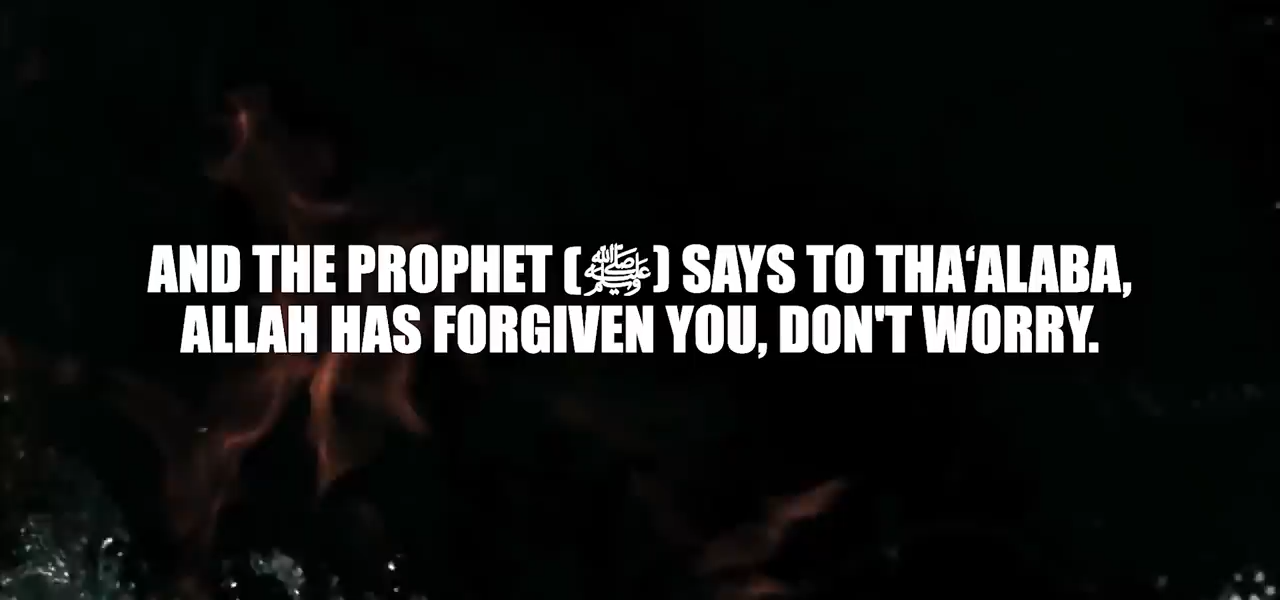 AND THE PROPHET (ﷺ) SAYS TO THA‘ALABA,
ALLAH HAS FORGIVEN YOU, DON'T WORRY.